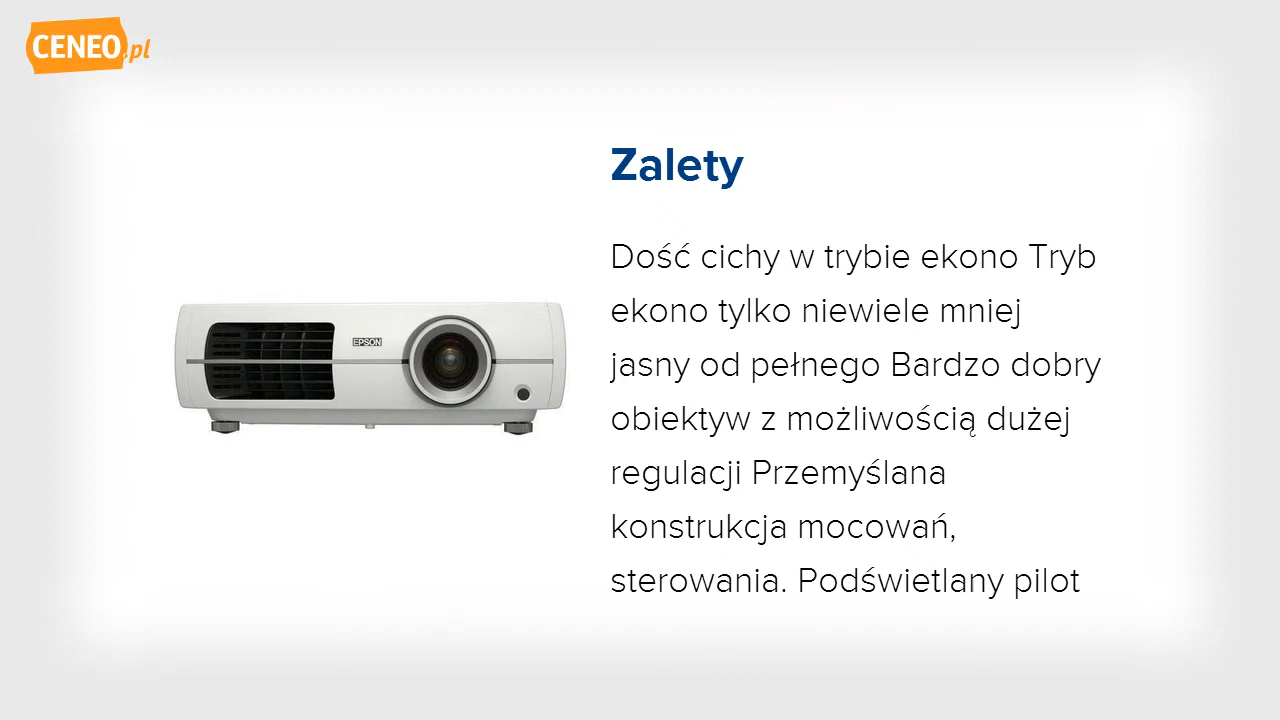 CENEO.pl
Zalety
Dość cichy w trybie ekono Tryb
ekono tylko niewiele mniej
jasny od pełnego Bardzo dobry
obiektyw z możliwością dużej
regulacji Przemyślana
konstrukcja mocowań,
sterowania. Podświetlany pilot
EPSON